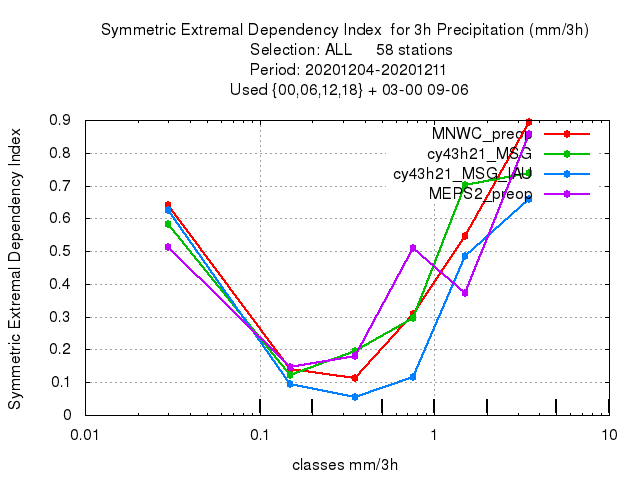 Symmetric Extremal Dependency Index  for 3h Precipitation (mm/3h)
Selection: ALL     58 stations
Period: 20201204-20201211
Used {00,06,12,18} + 03-00 09-06
Symmetric Extremal Dependency Index
0.9
0.8
0.7
0.6
0.5
0.4
0.3
0.2
0.1
0
MNWC_preop
cy43h21_MSG
cy43h21_MSG_IAU
MEPS2_preop
0.01 0.1 1 10
classes mm/3h